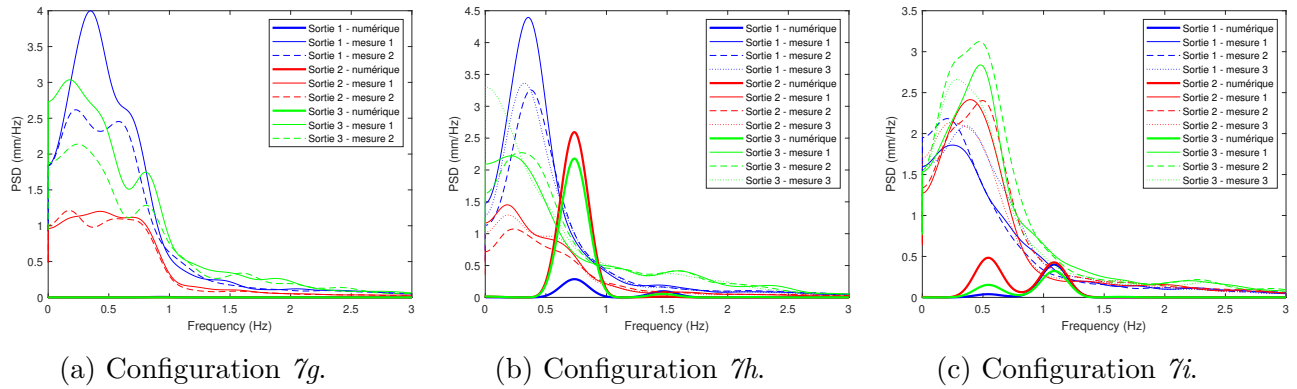 4
3.5
3
2.5
2
1.5
1
0.5
0
PSD (mm/Hz)
0 0.5 1 1.5 2 2.5 3
Frequency (Hz)
Sortie 1 - numérique
Sortie 1 - mesure 1
Sortie 1 - mesure 2
Sortie 2 - numérique
Sortie 2 - mesure 1
Sortie 2 - mesure 2
Sortie 3 - numérique
Sortie 3 - mesure 1
Sortie 3 - mesure 2
(a) Configuration 7g.
4.5
4
3.5
3
2.5
2
1.5
1
0.5
0
PSD (mm/Hz)
0 0.5 1 1.5 2 2.5 3
Frequency (Hz)
Sortie 1 - numérique
Sortie 1 - mesure 1
Sortie 1 - mesure 2
Sortie 1 - mesure 3
Sortie 2 - numérique
Sortie 2 - mesure 1
Sortie 2 - mesure 2
Sortie 2 - mesure 3
Sortie 3 - numérique
Sortie 3 - mesure 1
Sortie 3 - mesure 2
Sortie 3 - mesure 3
(b) Configuration 7h.
3.5
3
2.5
2
1.5
1
0.5
0
PSD (mm/Hz)
0 0.5 1 1.5 2 2.5 3
Frequency (Hz)
Sortie 1 - numérique
Sortie 1 - mesure 1
Sortie 1 - mesure 2
Sortie 1 - mesure 3
Sortie 2 - numérique
Sortie 2 - mesure 1
Sortie 2 - mesure 2
Sortie 2 - mesure 3
Sortie 3 - numérique
Sortie 3 - mesure 1
Sortie 3 - mesure 2
Sortie 3 - mesure 3
(c) Configuration 7i.